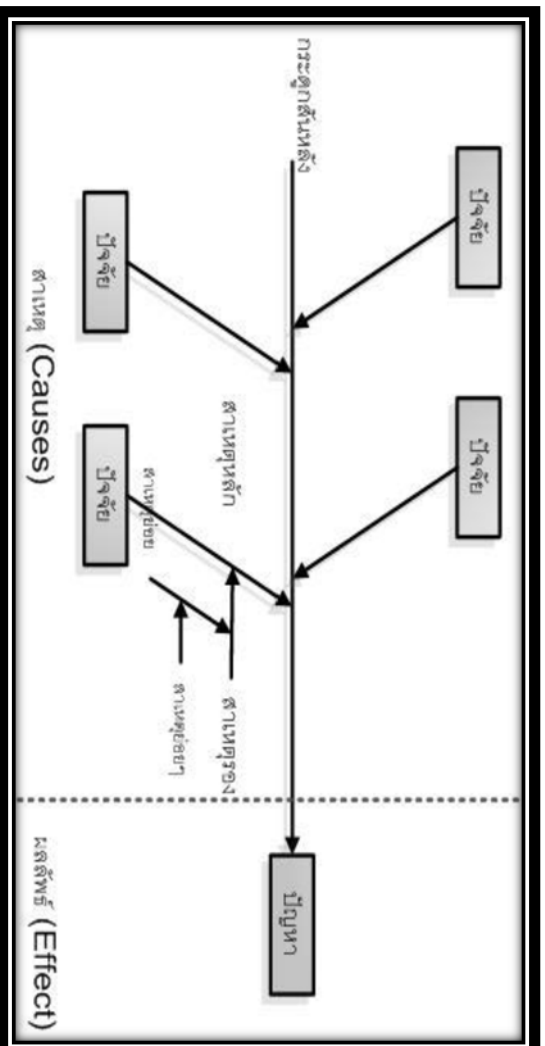 ปัจจัย
ปัจจัย
กระดูกสันหลัง
ปัญหา
สาเหตุหลัก
สาเหตุรอง
สาเหตุย่อย
สาเหตุย่อยๆ
ปัจจัย
ปัจจัย
สาเหตุ (Causes)
ผลลัพธ์ (Effect)